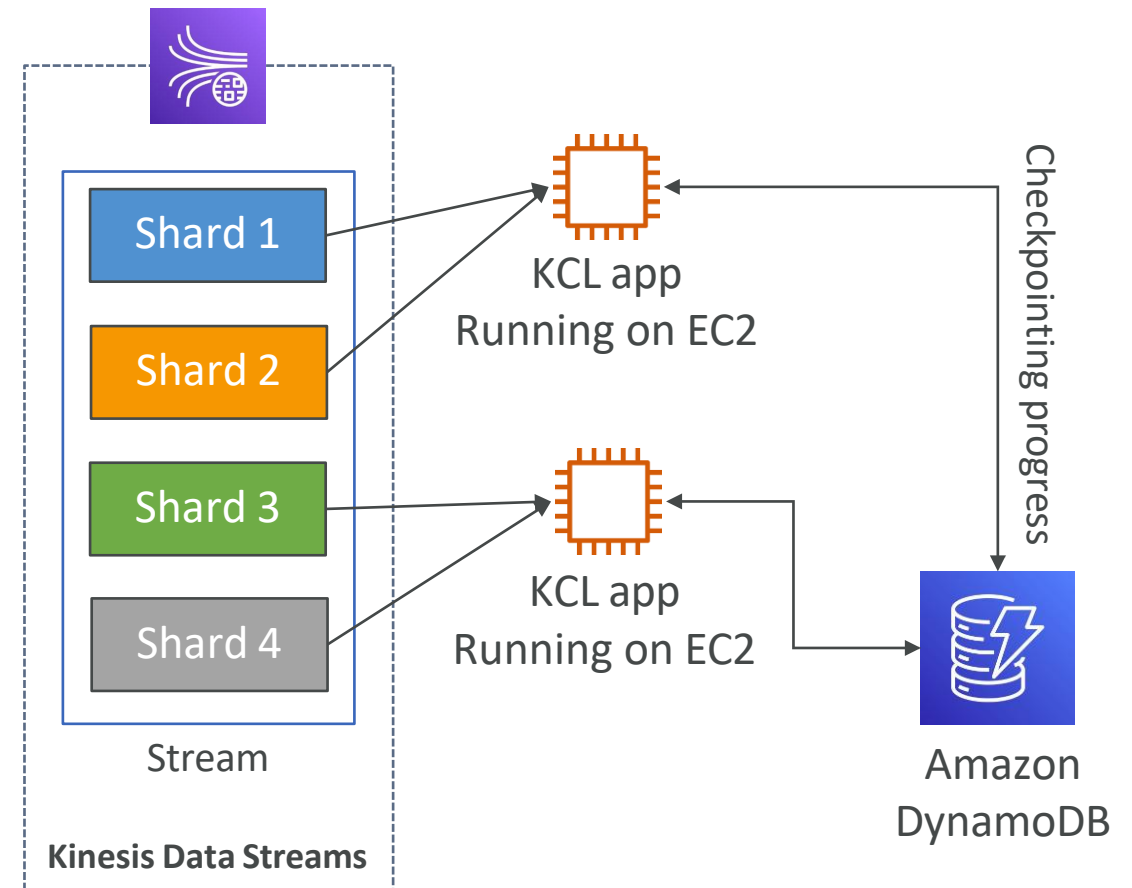 Shard 1
Shard 2
Shard 3
Shard 4
Stream
Kinesis Data Streams
KCL app
Running on EC2
KCL app
Running on EC2
Checkpointing progress
Amazon
DynamoDB